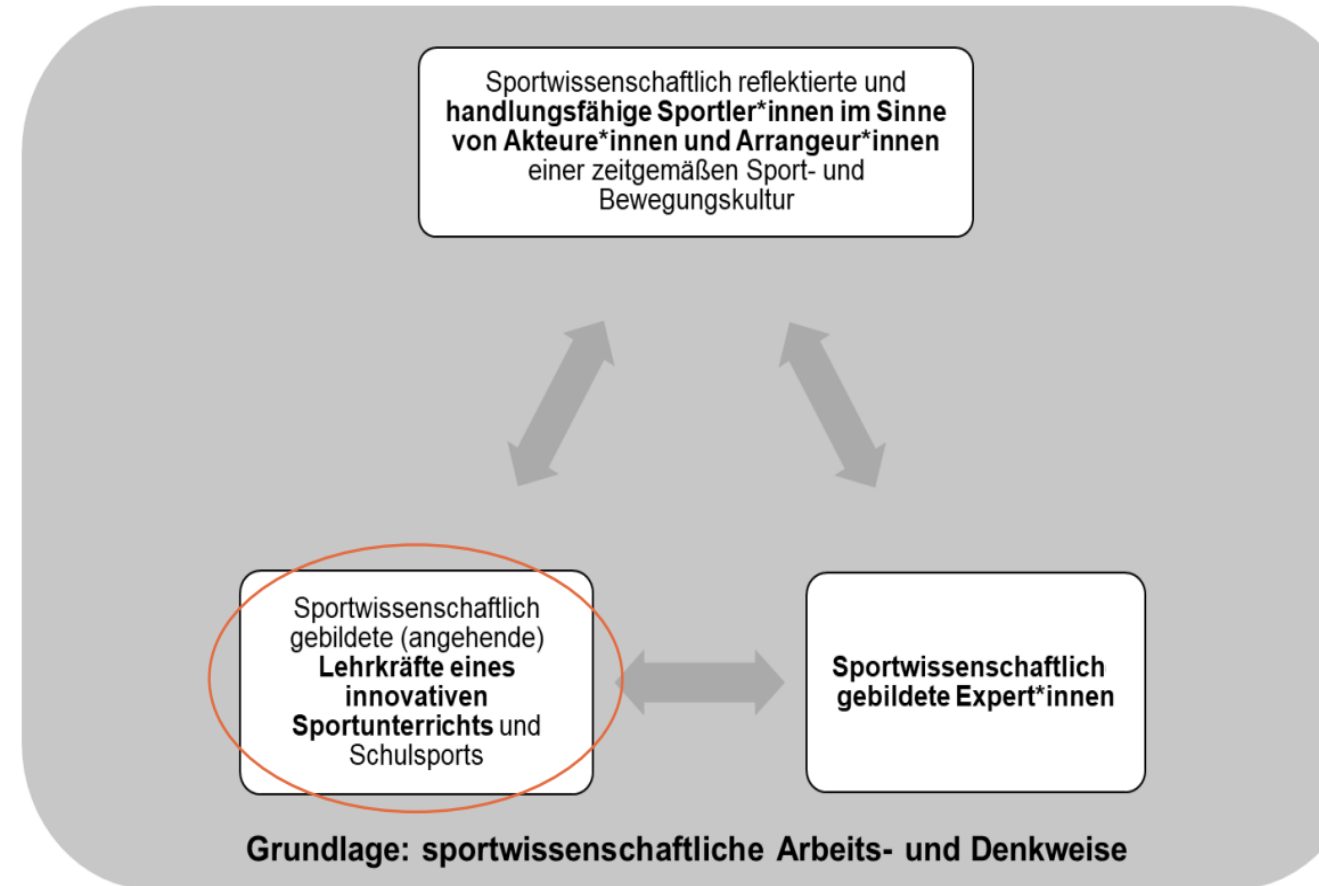 Sportwissenschaftlich reflektierte und
handlungsfähige Sportler*innen im Sinne
von Akteure*innen und Arrangeur*innen
einer zeitgemäßen Sport- und
Bewegungskultur
Sportwissenschaftlich
gebildete (angehende)
Lehrkräfte eines
innovativen
Sportunterrichts und
Schulsports
Sportwissenschaftlich
gebildete Expert*innen
Grundlage: sportwissenschaftliche Arbeits- und Denkweise